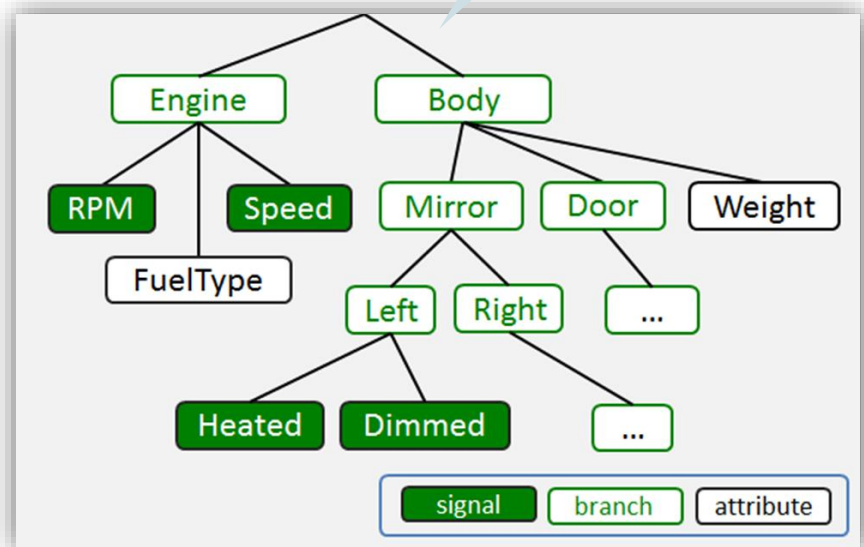 Engine Body
RPM Speed Mirror Door Weight
FuelType
Left Right ...
Heated Dimmed ...
signal branch attribute